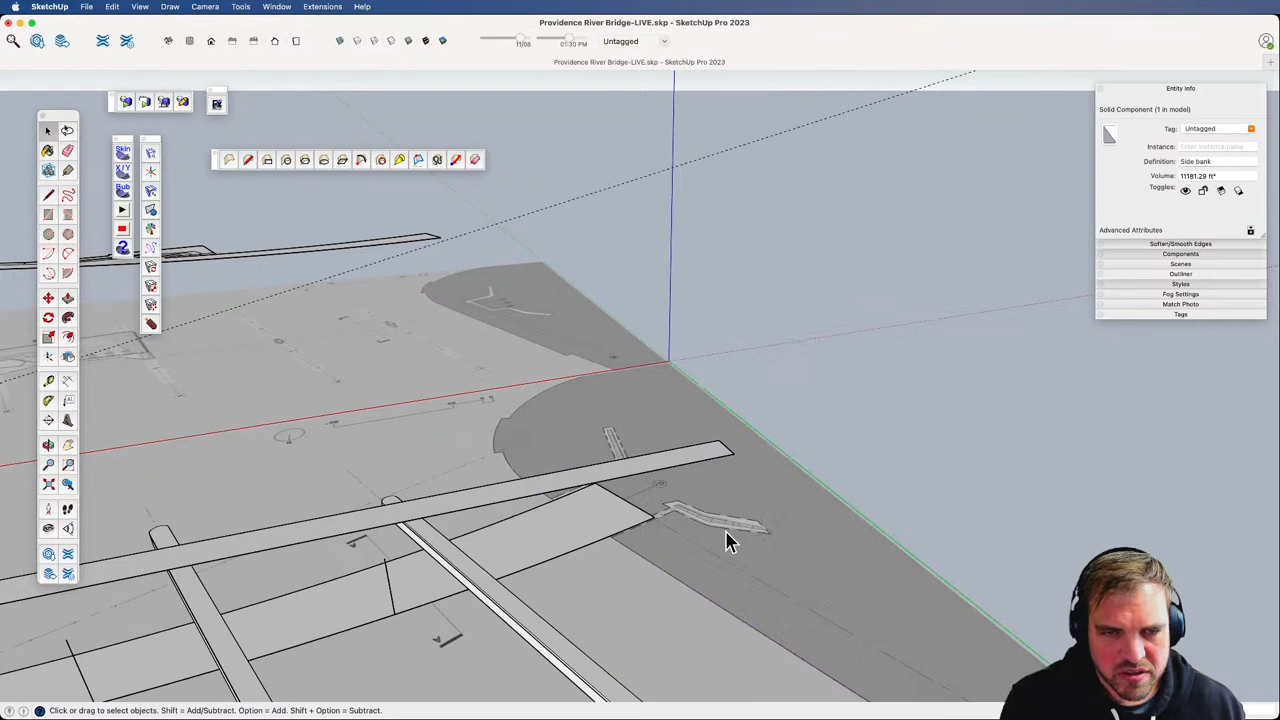 SketchUp File Edit View Draw Camera Tools Window Extensions Help
Providence River Bridge-LIVE.skp - SketchUp Pro 2023
11/08 01:30 PM Untagged
Providence River Bridge-LIVE.skp - SketchUp Pro 2023
Entity Info
Solid Component (1 in model)
Tag: Untagged
Instance: Enter instance name
Definition: Side bank
Volume: 11181.29 ft³
Toggles:
Advanced Attributes
Soften/Smooth Edges
Components
Scenes
Outliner
Styles
Fog Settings
Match Photo
Tags
Skin
X/Y
Bub
A
A
Click or drag to select objects. Shift = Add/Subtract. Option = Add. Shift + Option = Subtract.